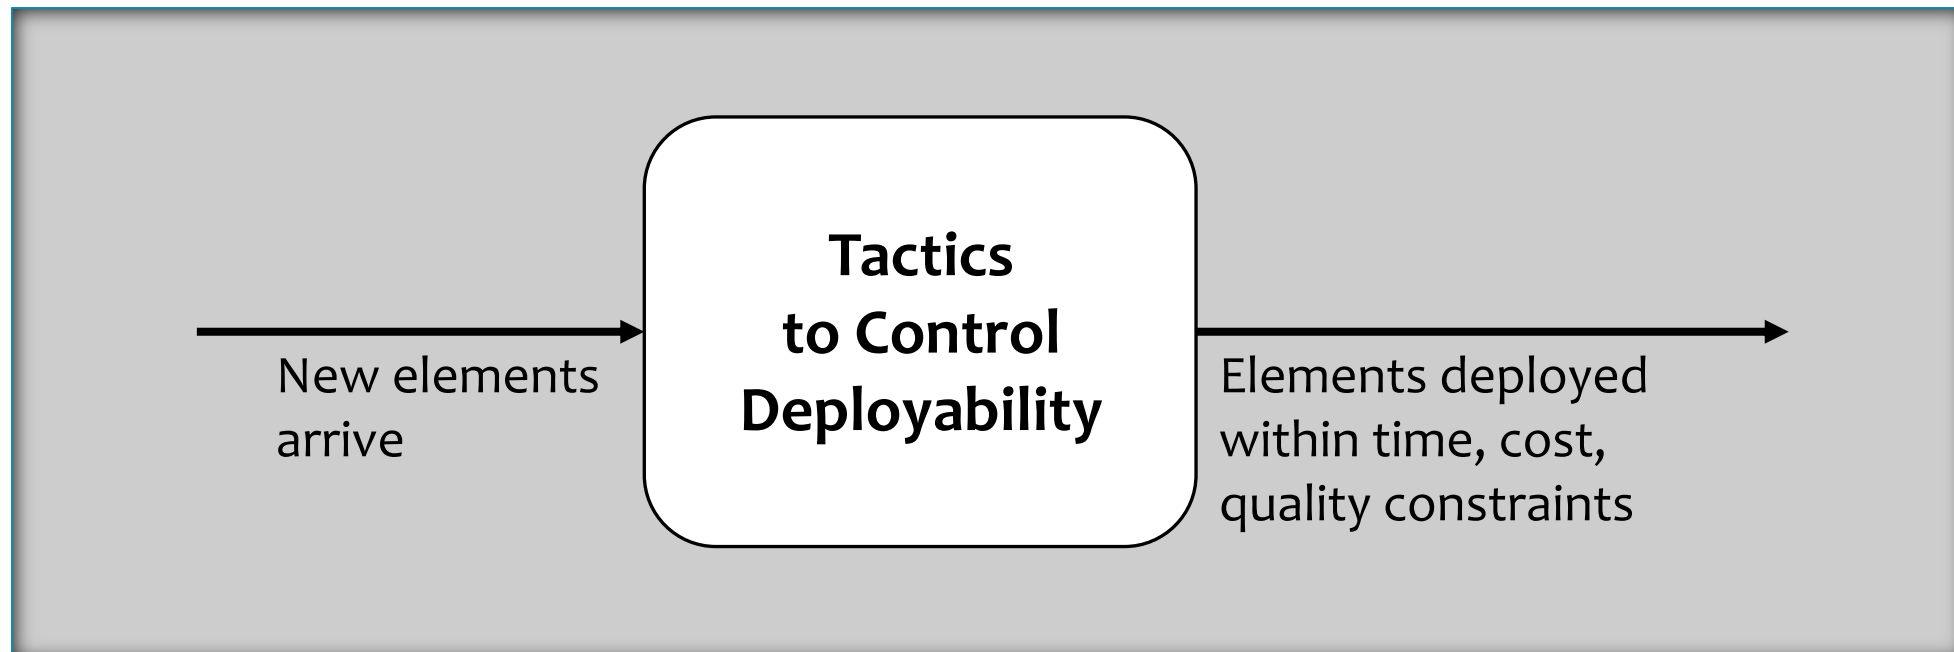 New elements
arrive
Tactics
to Control
Deployability
Elements deployed
within time, cost,
quality constraints